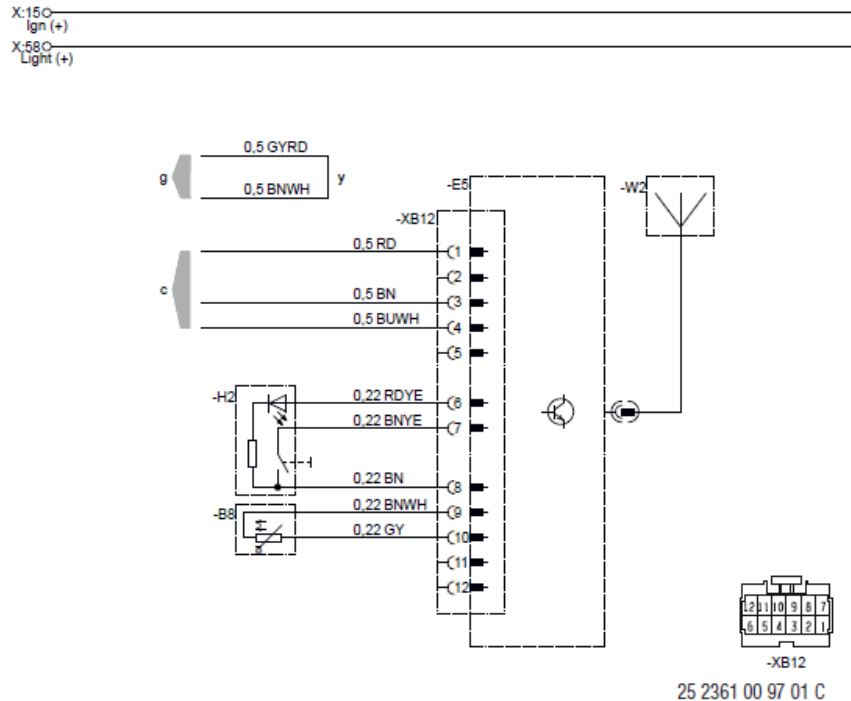 X:15
Ign (+)
X:58
Light (+)
0,5 GYRD
g
y
0,5 BNWH
-E5
-W2
-XB12
0,5 RD
1
2
c
0,5 BN
3
0,5 BUWH
4
5
-H2
0,22 RDYE
6
0,22 BNYE
7
0,22 BN
8
0,22 BNWH
9
-B8
0,22 GY
10
11
12
12 11 10 9 8 7
6 5 4 3 2 1
-XB12
25 2361 00 97 01 C